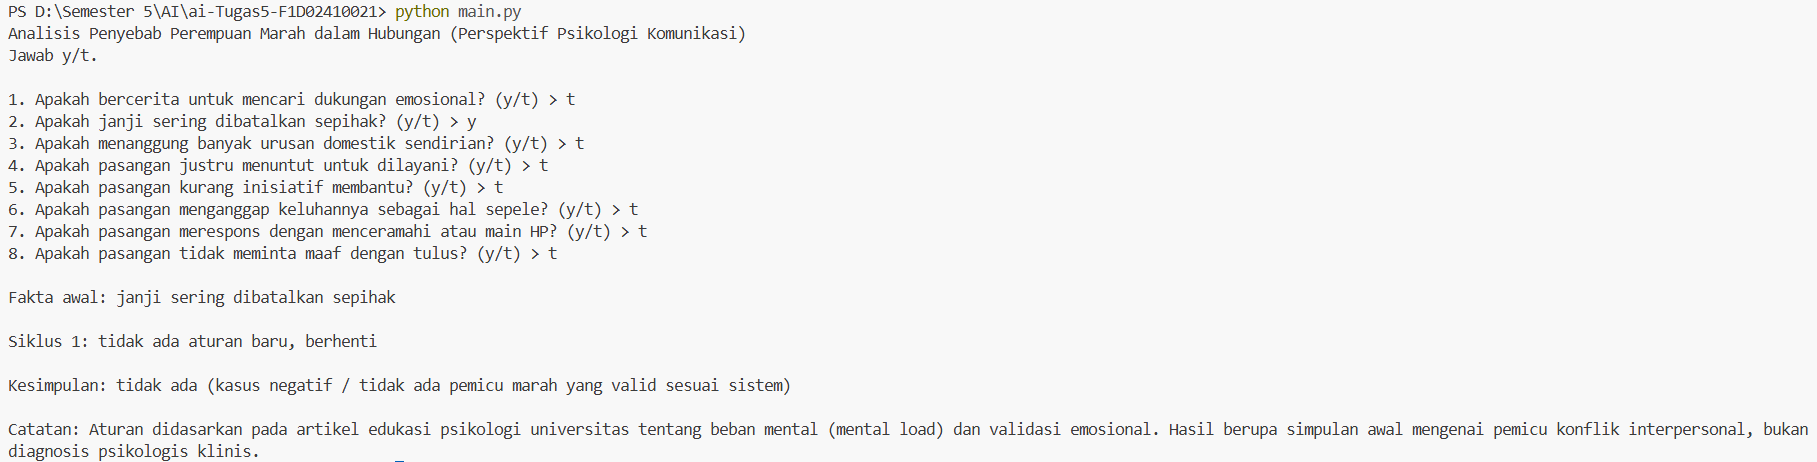 PS D:\Semester 5\AI\ai-Tugas5-F1D02410021> python main.py
Analisis Penyebab Perempuan Marah dalam Hubungan (Perspektif Psikologi Komunikasi)
Jawab y/t.
1. Apakah bercerita untuk mencari dukungan emosional? (y/t) > t
2. Apakah janji sering dibatalkan sepihak? (y/t) > y
3. Apakah menanggung banyak urusan domestik sendirian? (y/t) > t
4. Apakah pasangan justru menuntut untuk dilayani? (y/t) > t
5. Apakah pasangan kurang inisiatif membantu? (y/t) > t
6. Apakah pasangan menganggap keluhannya sebagai hal sepele? (y/t) > t
7. Apakah pasangan merespons dengan menceramahi atau main HP? (y/t) > t
8. Apakah pasangan tidak meminta maaf dengan tulus? (y/t) > t
Fakta awal: janji sering dibatalkan sepihak
Siklus 1: tidak ada aturan baru, berhenti
Kesimpulan: tidak ada (kasus negatif / tidak ada pemicu marah yang valid sesuai sistem)
Catatan: Aturan didasarkan pada artikel edukasi psikologi universitas tentang beban mental (mental load) dan validasi emosional. Hasil berupa simpulan awal mengenai pemicu konflik interpersonal, bukan
diagnosis psikologis klinis.